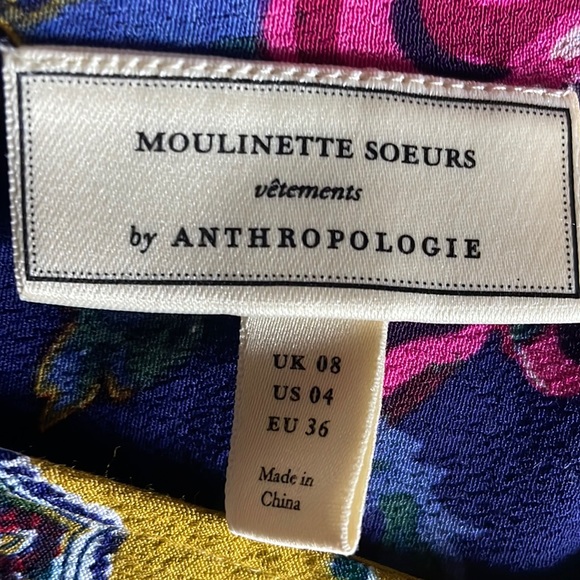 MOULINETTE SOEURS
vêtements
by ANTHROPOLOGIE
UK 08
US 04
EU 36
Made in
China